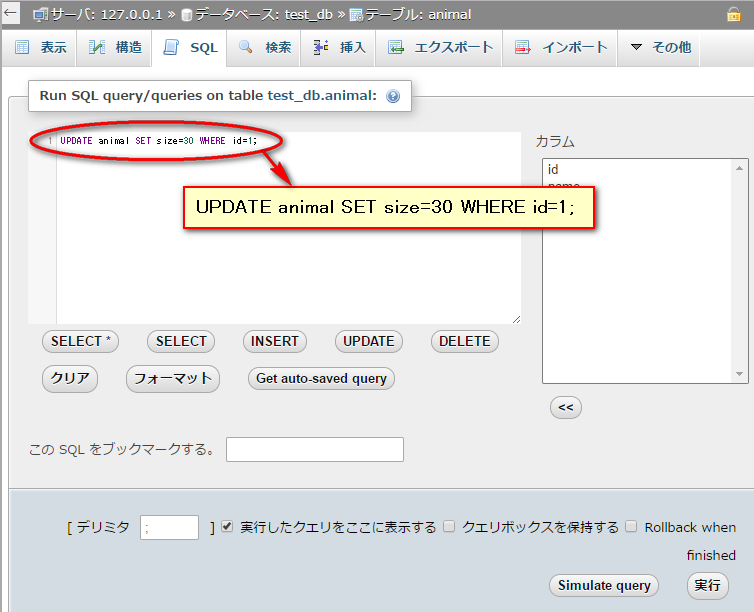 サーバ: 127.0.0.1 » データベース: test_db » テーブル: animal
表示 構造 SQL 検索 挿入 エクスポート インポート その他
Run SQL query/queries on table test_db.animal:
1 UPDATE animal SET size=30 WHERE id=1;
カラム
id
name
UPDATE animal SET size=30 WHERE id=1;
SELECT * SELECT INSERT UPDATE DELETE
クリア フォーマット Get auto-saved query
<<
この SQL をブックマークする。
[ デリミタ ; ] 実行したクエリをここに表示する クエリボックスを保持する Rollback when
finished
Simulate query 実行